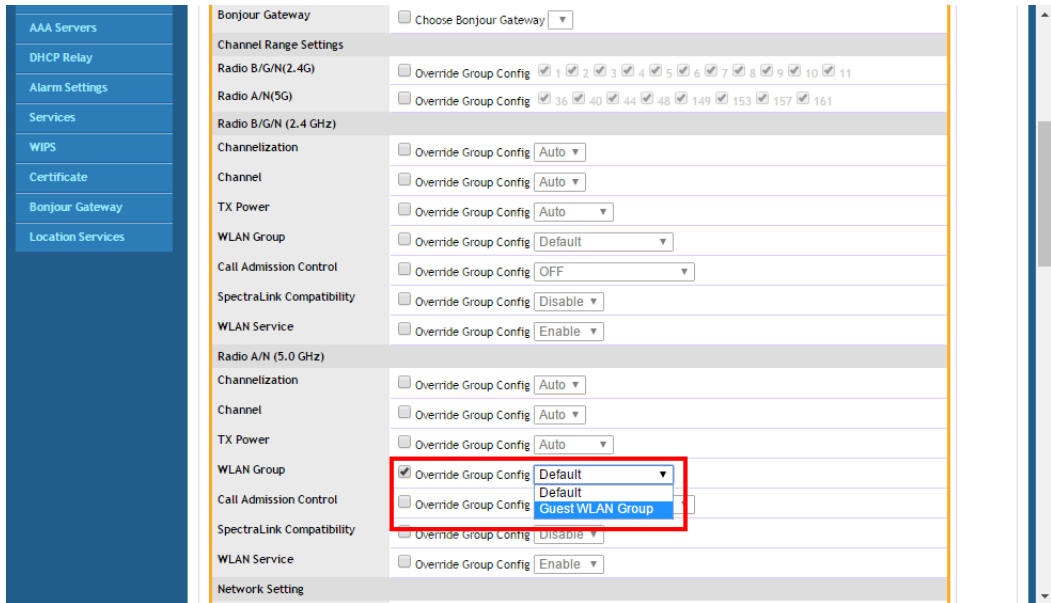 AAA Servers
DHCP Relay
Alarm Settings
Services
WIPS
Certificate
Bonjour Gateway
Location Services
Bonjour Gateway Choose Bonjour Gateway
Channel Range Settings
Radio B/G/N(2.4G) Override Group Config 1 2 3 4 5 6 7 8 9 10 11
Radio A/N(5G) Override Group Config 36 40 44 48 149 153 157 161
Radio B/G/N (2.4 GHz)
Channelization Override Group Config Auto
Channel Override Group Config Auto
TX Power Override Group Config Auto
WLAN Group Override Group Config Default
Call Admission Control Override Group Config OFF
SpectraLink Compatibility Override Group Config Disable
WLAN Service Override Group Config Enable
Radio A/N (5.0 GHz)
Channelization Override Group Config Auto
Channel Override Group Config Auto
TX Power Override Group Config Auto
WLAN Group Override Group Config Default
Default
Call Admission Control Override Group Config Guest WLAN Group
SpectraLink Compatibility Override Group Config Disable
WLAN Service Override Group Config Enable
Network Setting